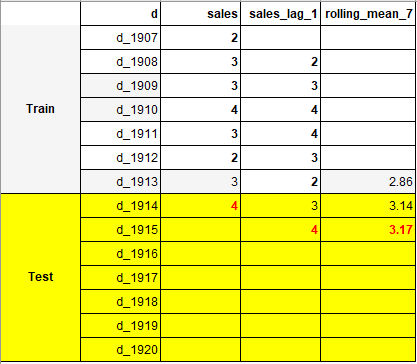 d sales sales_lag_1 rolling_mean_7
Train
d_1907 2
d_1908 3 2
d_1909 3 3
d_1910 4 4
d_1911 3 4
d_1912 2 3
d_1913 3 2 2.86
Test
d_1914 4 3 3.14
d_1915 4 3.17
d_1916
d_1917
d_1918
d_1919
d_1920